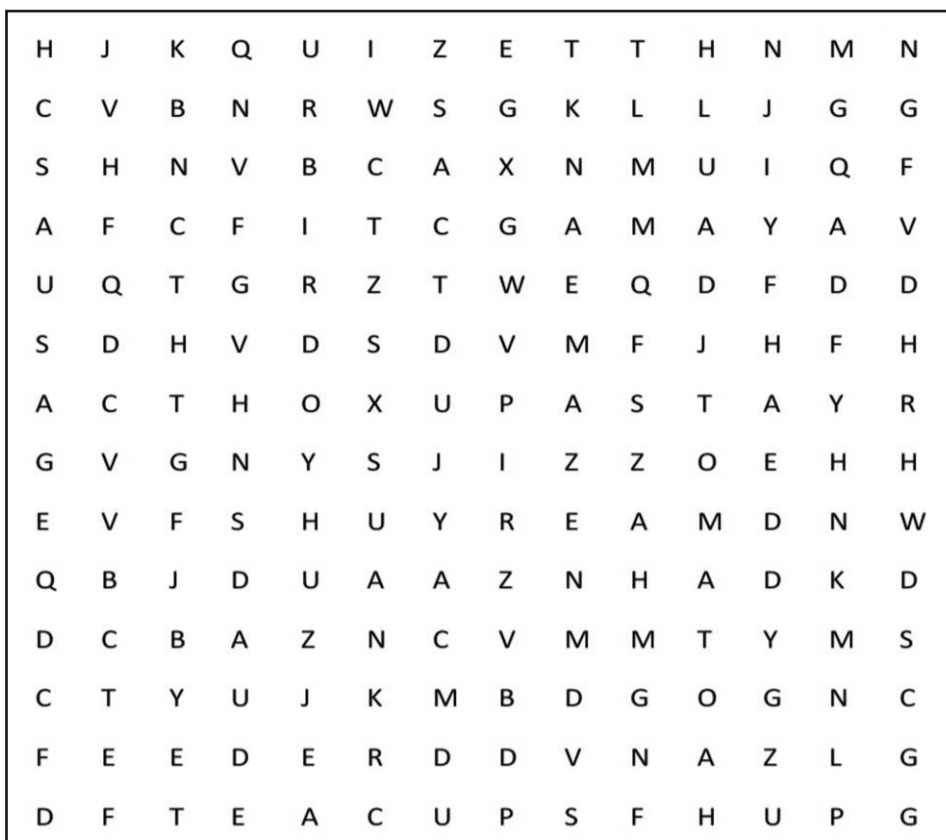 H J K Q U I Z E T T H N M N
C V B N R W S G K L L J G G
S H N V B C A X N M U I Q F
A F C F I T C G A M A Y A V
U Q T G R Z T W E Q D F D D
S D H V D S D V M F J H F H
A C T H O X U P A S T A Y R
G V G N Y S J I Z Z O E H H
E V F S H U Y R E A M D N W
Q B J D U A A Z N H A D K D
D C B A Z N C V M M T Y M S
C T Y U J K M B D G O G N C
F E E D E R D D V N A Z L G
D F T E A C U P S F H U P G